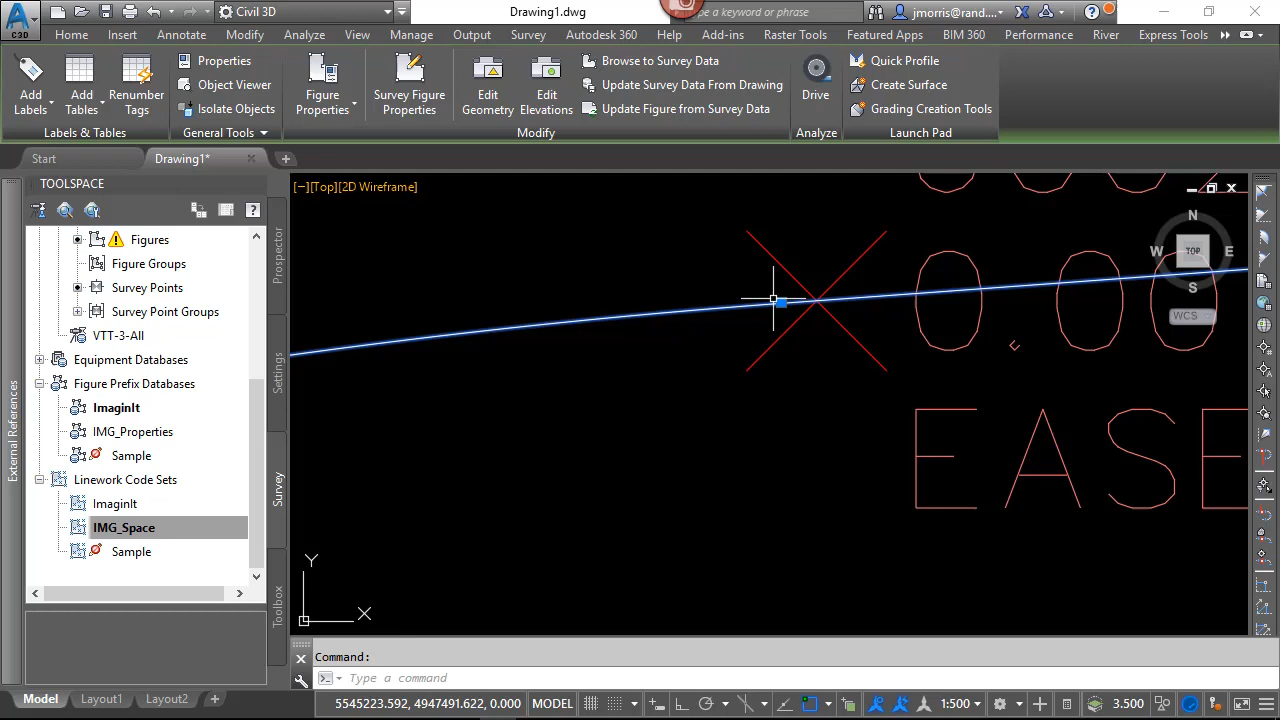 A C3D
Civil 3D
Drawing1.dwg
pe a keyword or phrase
jmorris@rand....
Home Insert Annotate Modify Analyze View Manage Output Survey Autodesk 360 Help Add-ins Raster Tools Featured Apps BIM 360 Performance River Express Tools
Add Labels
Add Tables
Renumber Tags
Properties
Object Viewer
Isolate Objects
Figure Properties
Survey Figure Properties
Edit Geometry
Edit Elevations
Browse to Survey Data
Update Survey Data From Drawing
Update Figure from Survey Data
Drive
Quick Profile
Create Surface
Grading Creation Tools
Labels & Tables
General Tools
Modify
Analyze
Launch Pad
Start
Drawing1*
TOOLSPACE
Figures
Figure Groups
Survey Points
Survey Point Groups
VTT-3-All
Equipment Databases
Figure Prefix Databases
ImaginIt
IMG_Properties
Sample
Linework Code Sets
ImaginIt
IMG_Space
Sample
External References
Prospector
Settings
Survey
Toolbox
[−][Top][2D Wireframe]
N
W TOP E
S
WCS
0.00
EASE
Y
X
Command:
Type a command
Model Layout1 Layout2
5545223.592, 4947491.622, 0.000 MODEL 1:500 3.500